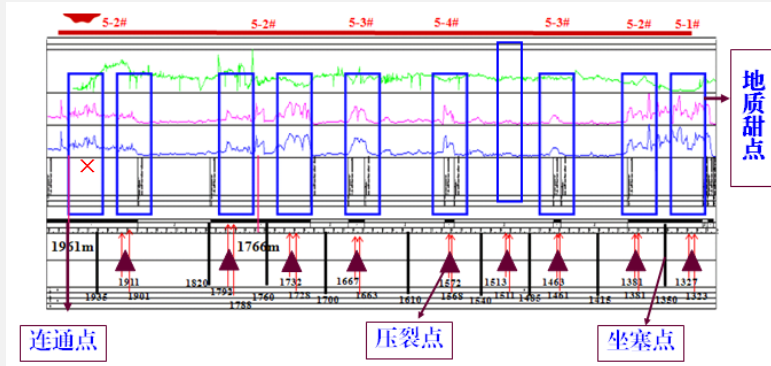 5-2# 5-2# 5-3# 5-4# 5-3# 5-2# 5-1#
地质甜点
1961m 1766m
1911 1820 1792 1732 1667 1572 1513 1463 1381 1327
1935 1901 1788 1760 1728 1700 1663 1610 1568 1540 1511 1485 1461 1415 1381 1350 1323
连通点 压裂点 坐塞点